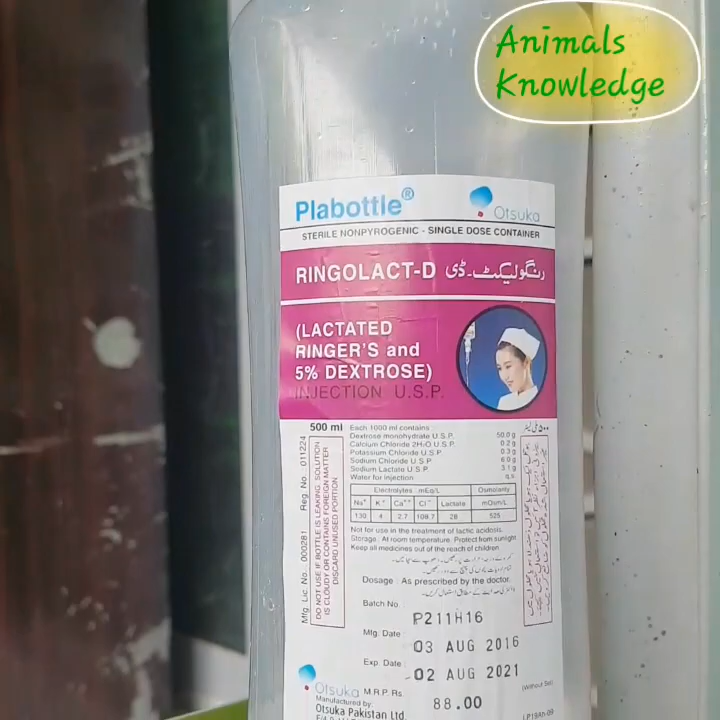 Animals
Knowledge
Plabottle®
Otsuka
STERILE NONPYROGENIC - SINGLE DOSE CONTAINER
RINGOLACT-D رنگولیکٹ۔ڈی
(LACTATED
RINGER'S and
5% DEXTROSE)
INJECTION U.S.P.
500 ml
۵۰۰ ملی لیٹر
Each 1000 ml contains
Dextrose monohydrate U.S.P. 50.0 g
Calcium Chloride 2H₂O U.S.P. 0.2 g
Potassium Chloride U.S.P. 0.3 g
Sodium Chloride U.S.P. 6.0 g
Sodium Lactate U.S.P. 3.1 g
Water for Injection q.s
Electrolytes mEq/L Osmolarity
Na⁺ K⁺ Ca⁺⁺ Cl⁻ Lactate mOsm/L
130 4 2.7 108.7 28 525
Mfg. Lic. No. 000281 Reg. No. 011224
DO NOT USE IF BOTTLE IS LEAKING, SOLUTION
IS CLOUDY OR CONTAINS FOREIGN MATTER
DISCARD UNUSED PORTION.
Not for use in the treatment of lactic acidosis.
Storage: At room temperature. Protect from sunlight
Keep all medicines out of the reach of children
Dosage : As prescribed by the doctor.
Batch No. P211H16
Mfg. Date 03 AUG 2016
Exp. Date 02 AUG 2021
Otsuka M.R.P. Rs. 88.00
Manufactured by:
Otsuka Pakistan Ltd.